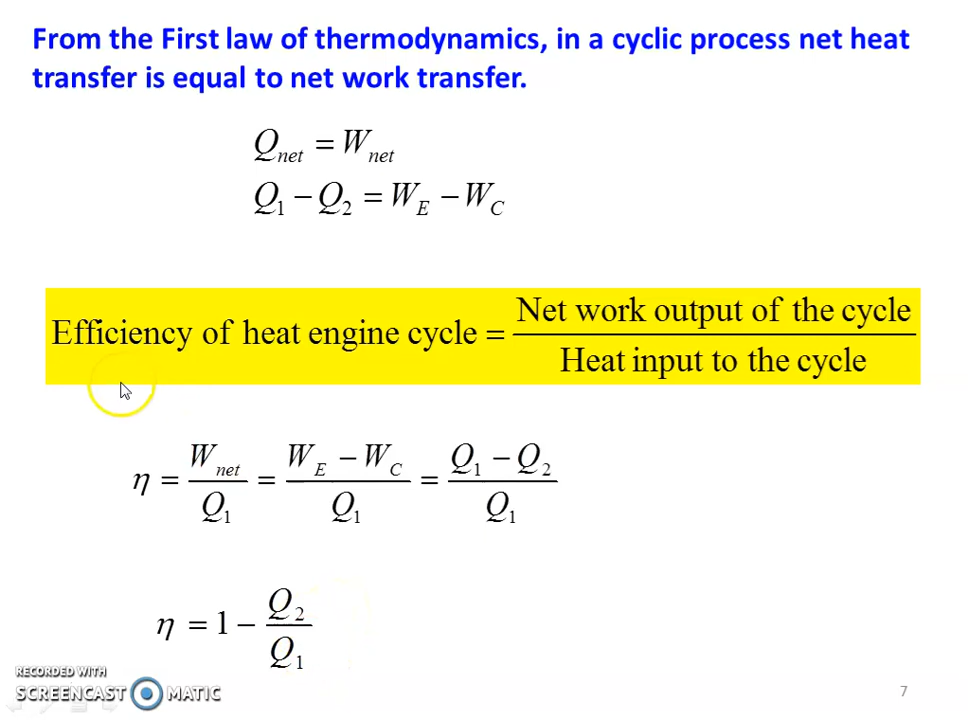 From the First law of thermodynamics, in a cyclic process net heat
transfer is equal to net work transfer.
Q_net = W_net
Q_1 − Q_2 = W_E − W_C
Efficiency of heat engine cycle = Net work output of the cycle / Heat input to the cycle
η = W_net / Q_1 = (W_E − W_C) / Q_1 = (Q_1 − Q_2) / Q_1
η = 1 − Q_2 / Q_1
RECORDED WITH
SCREENCAST MATIC
7